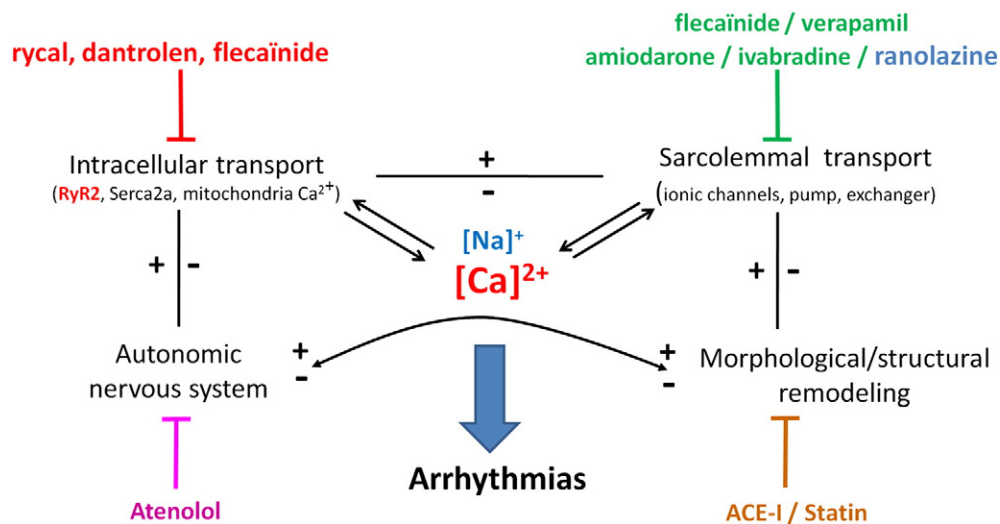 rycal, dantrolen, flecaïnide
flecaïnide / verapamil
amiodarone / ivabradine / ranolazine
Intracellular transport
(RyR2, Serca2a, mitochondria Ca²⁺)
+
-
Sarcolemmal transport
(ionic channels, pump, exchanger)
[Na]⁺
[Ca]²⁺
+ -
+ -
Autonomic
nervous system
+
-
+
-
Morphological/structural
remodeling
Arrhythmias
Atenolol
ACE-I / Statin